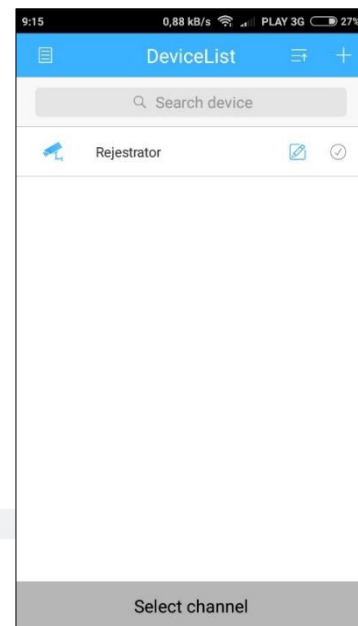 9:15 0,88 kB/s PLAY 3G 27%
DeviceList
Search device
Rejestrator
Select channel